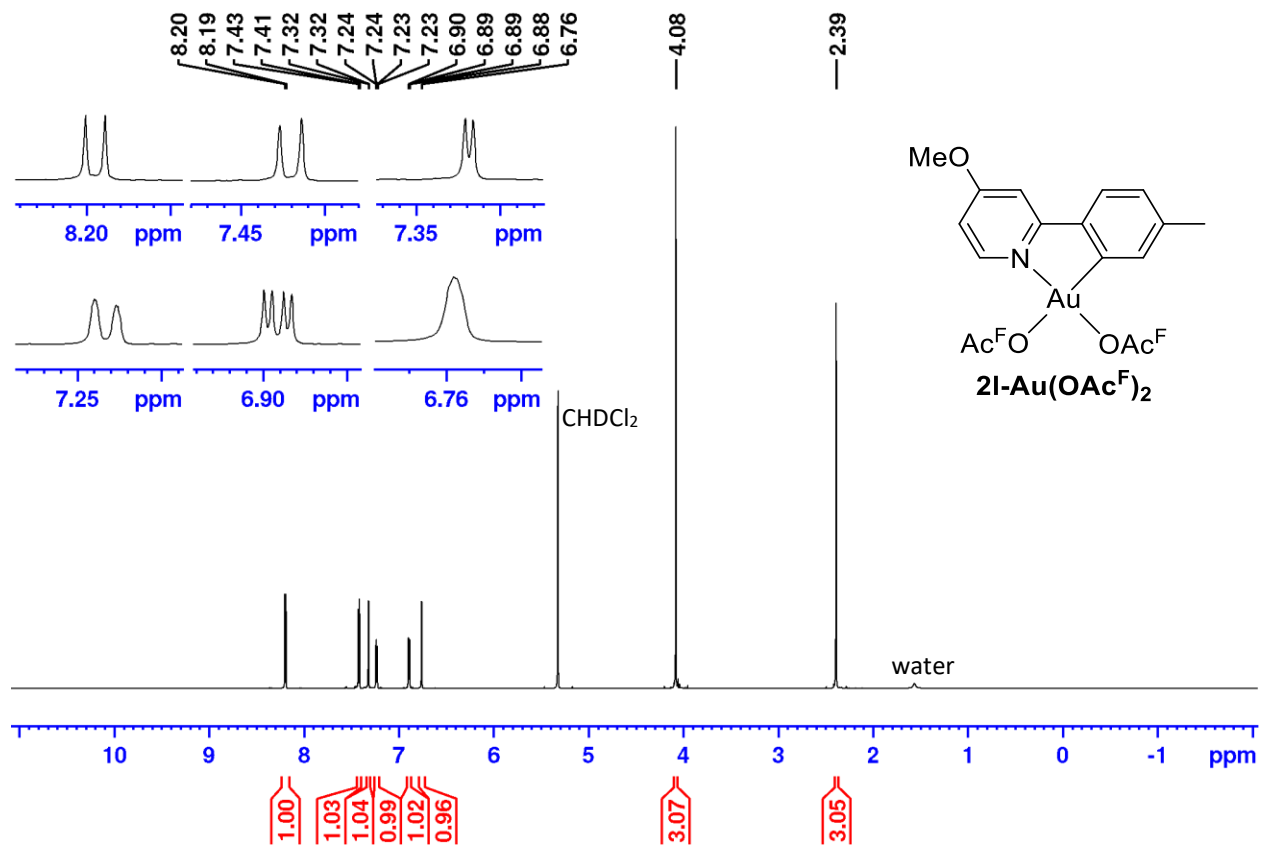 8.20
8.19
7.43
7.41
7.32
7.32
7.24
7.24
7.23
7.23
6.90
6.89
6.89
6.88
6.76
4.08
2.39
8.20 ppm
7.45 ppm
7.35 ppm
7.25 ppm
6.90 ppm
6.76 ppm
MeO
N
Au
AcᶠO
OAcᶠ
2l-Au(OAcᶠ)₂
CHDCl₂
water
10 9 8 7 6 5 4 3 2 1 0 -1 ppm
1.00
1.03
1.04
0.99
1.02
0.96
3.07
3.05